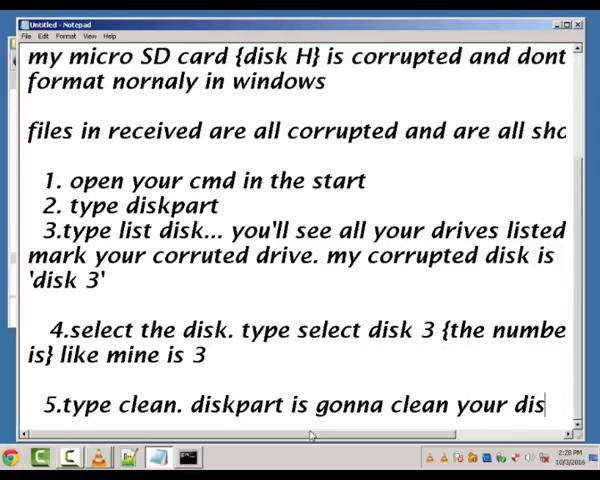 Untitled - Notepad
File Edit Format View Help
my micro SD card {disk H} is corrupted and dont
format nornaly in windows
files in received are all corrupted and are all sho
1. open your cmd in the start
2. type diskpart
3.type list disk... you'll see all your drives listed
mark your corruted drive. my corrupted disk is
'disk 3'
4.select the disk. type select disk 3 {the numbe
is} like mine is 3
5.type clean. diskpart is gonna clean your dis
2:28 PM
10/3/2016